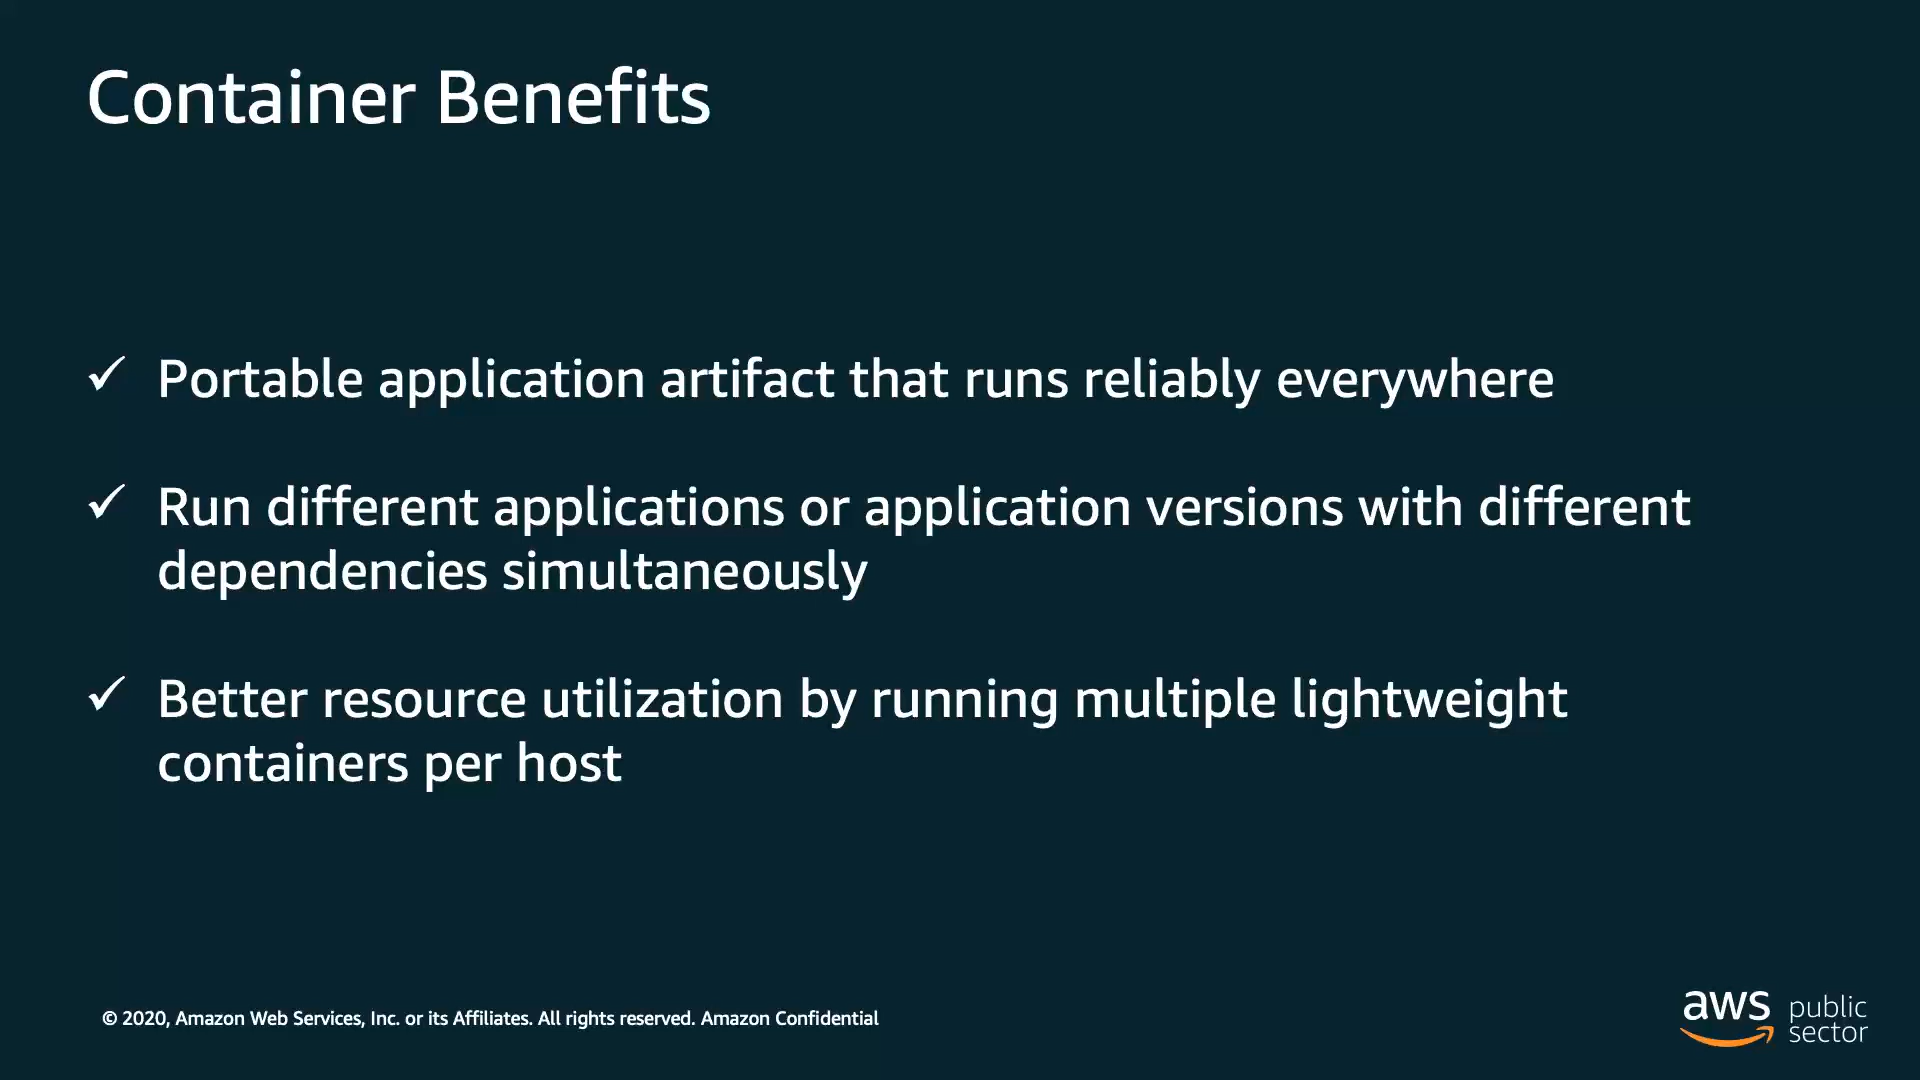 Container Benefits
✓ Portable application artifact that runs reliably everywhere
✓ Run different applications or application versions with different
dependencies simultaneously
✓ Better resource utilization by running multiple lightweight
containers per host
© 2020, Amazon Web Services, Inc. or its Affiliates. All rights reserved. Amazon Confidential
aws public
sector